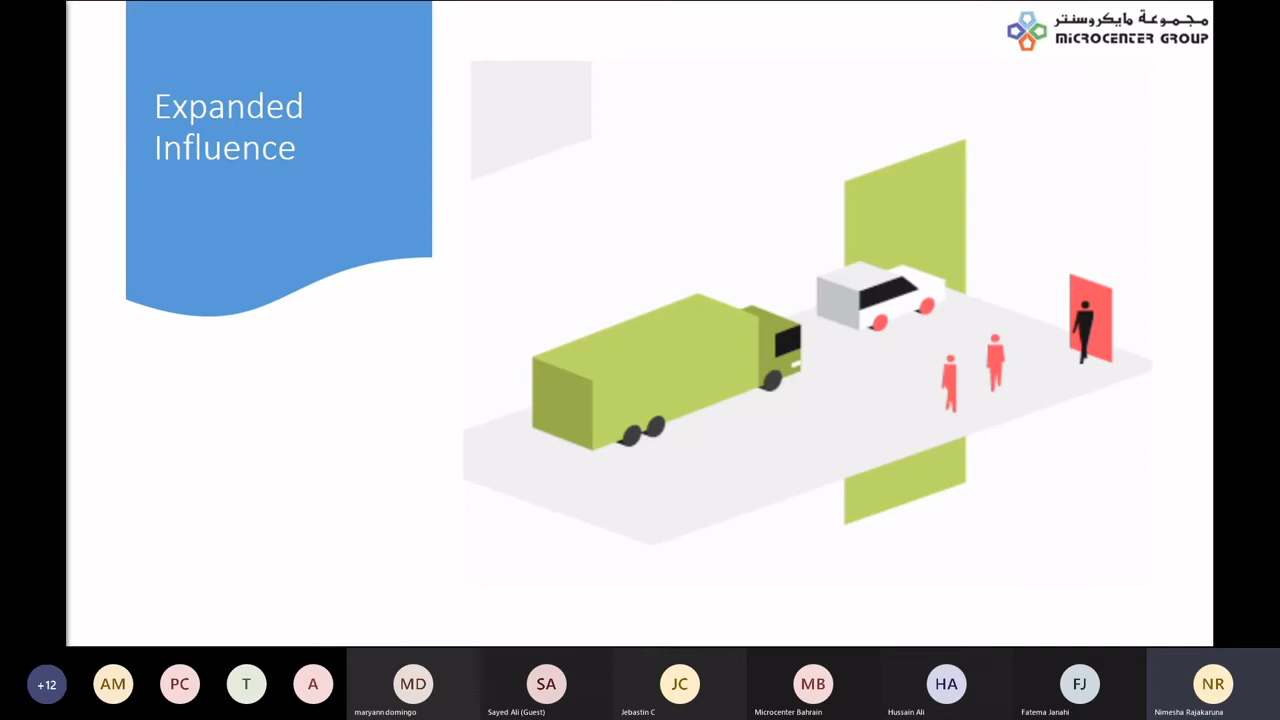 مجموعة مايكروسنتر
MiCROCENTER GROUP
Expanded
Influence
+12
AM
PC
T
A
MD
SA
JC
MB
HA
FJ
NR
maryann domingo
Sayed Ali (Guest)
Jebastin C
Microcenter Bahrain
Hussain Ali
Fatema Janahi
Nimesha Rajakaruna